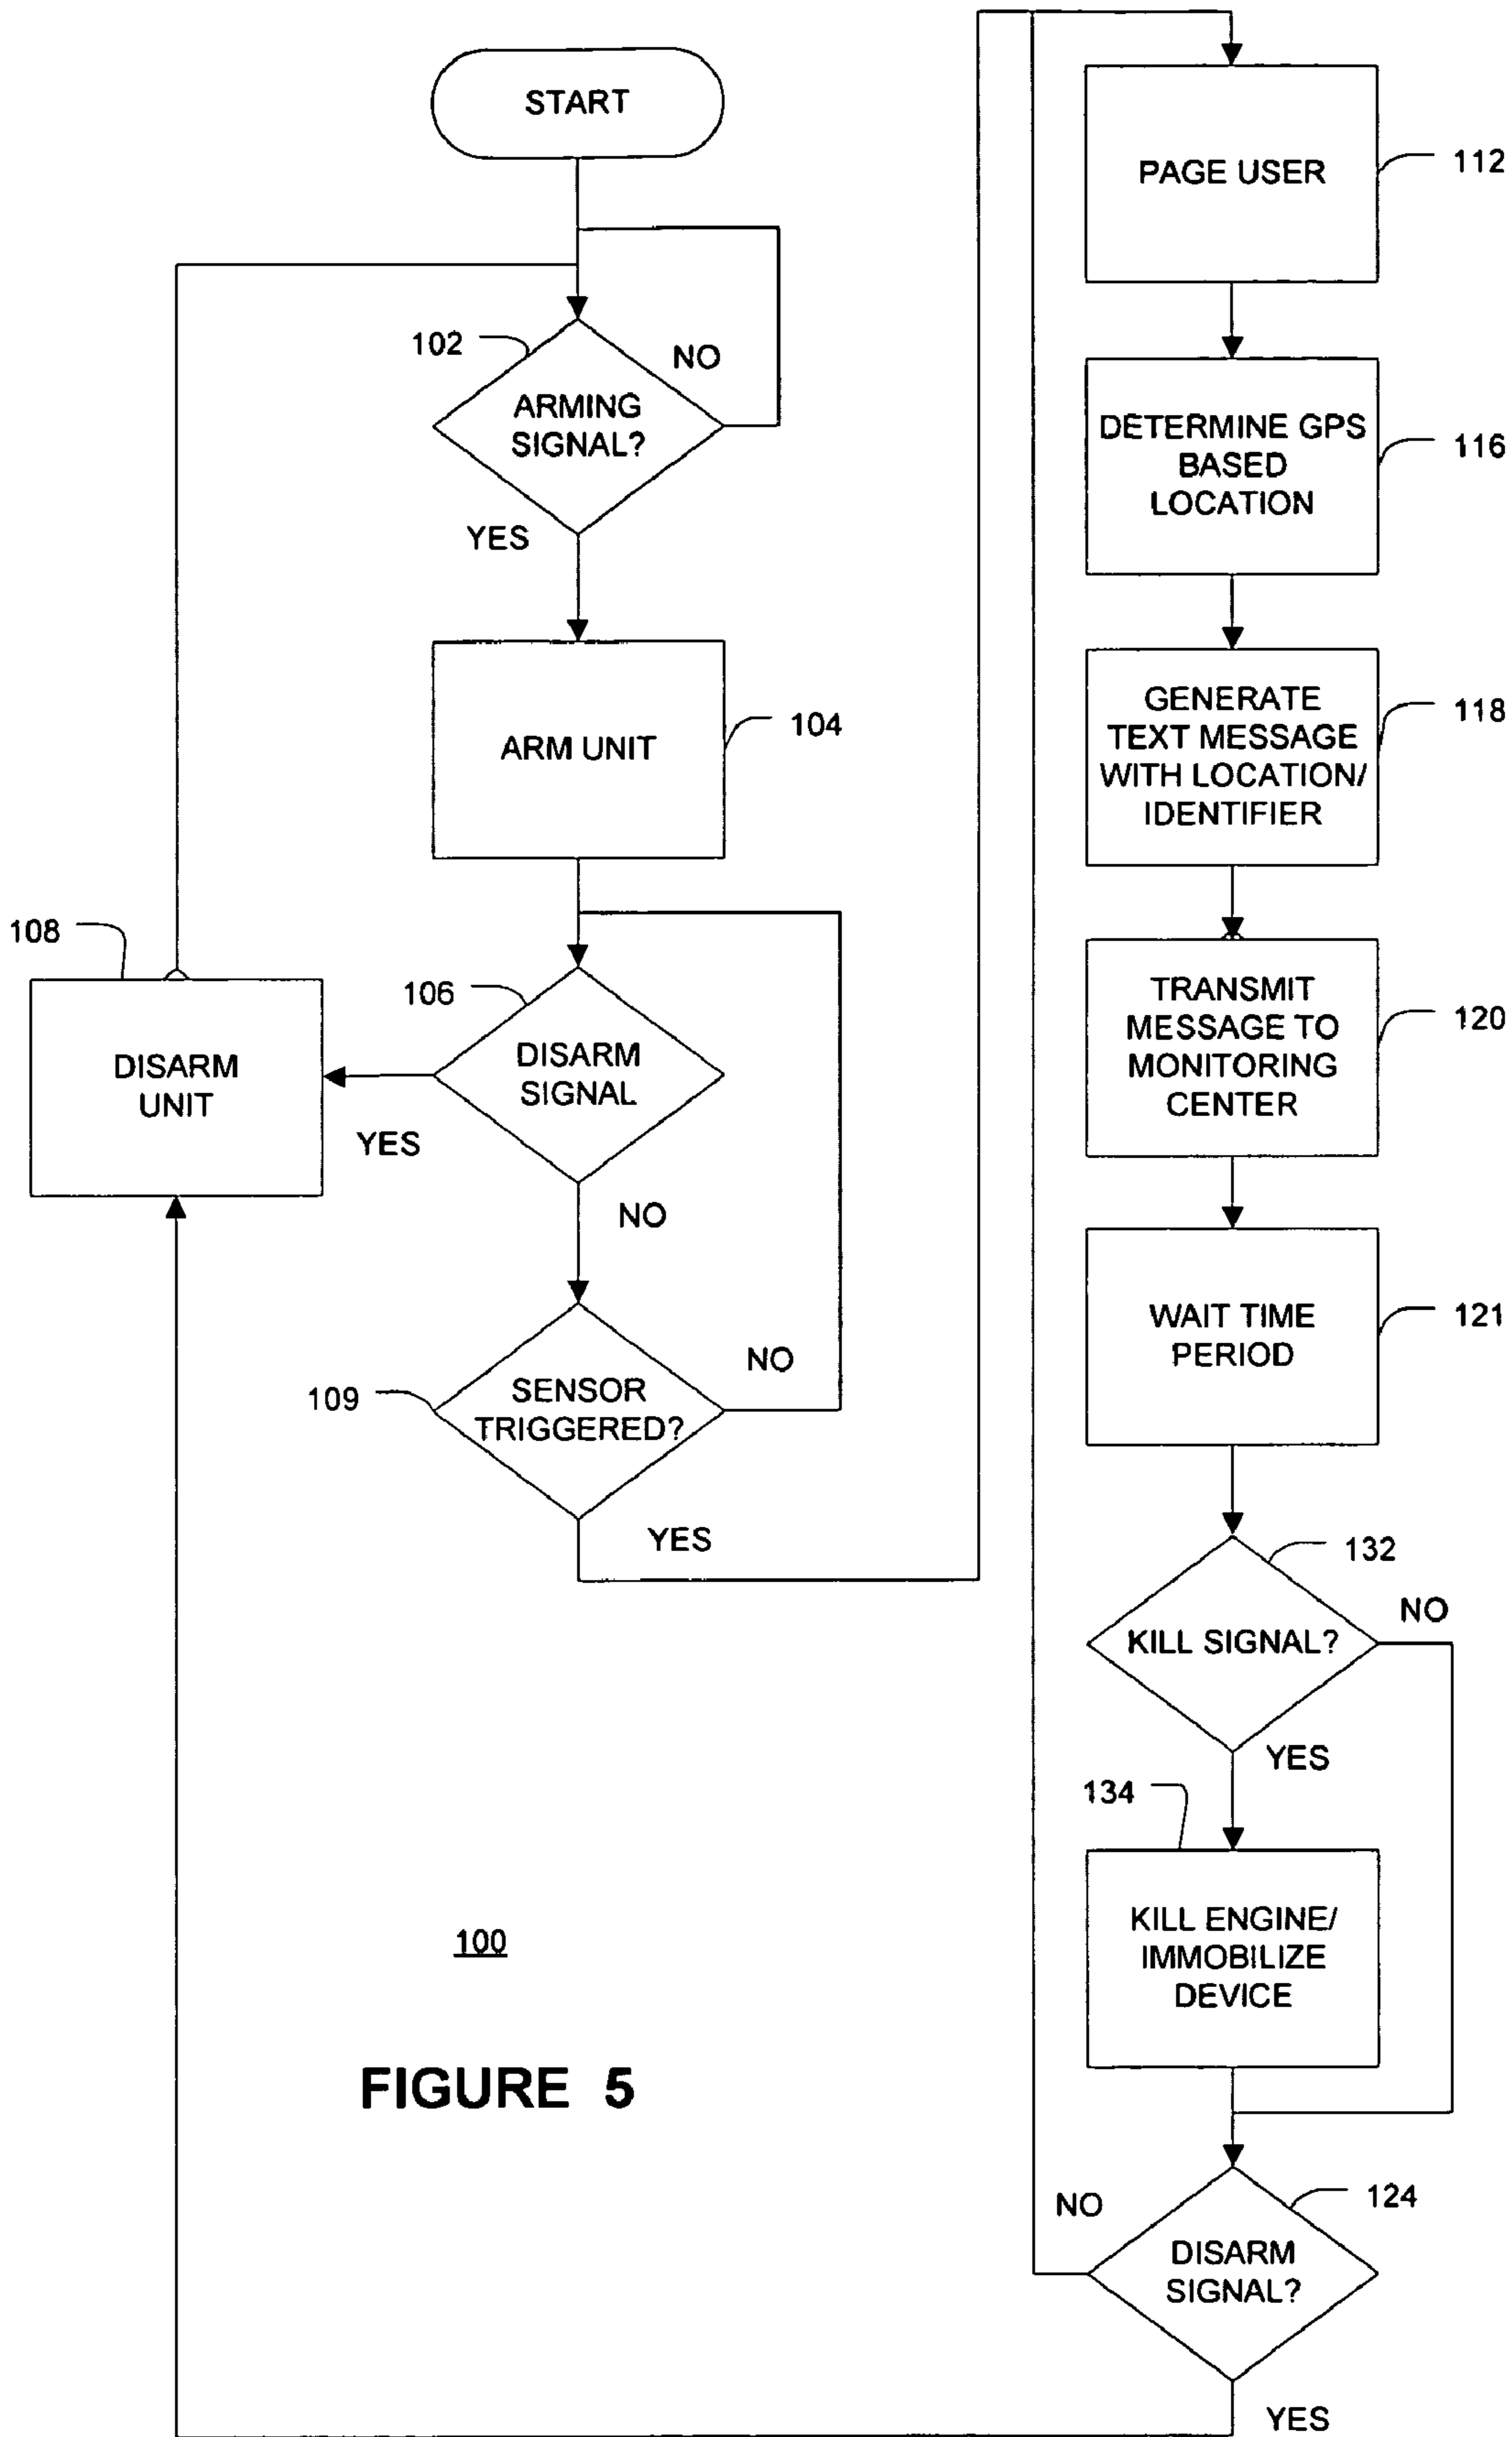 START
102
NO
ARMING
SIGNAL?
YES
ARM UNIT
104
108
DISARM
UNIT
106
DISARM
SIGNAL
YES
NO
109
SENSOR
TRIGGERED?
NO
YES
PAGE USER
112
DETERMINE GPS
BASED
LOCATION
116
GENERATE
TEXT MESSAGE
WITH LOCATION/
IDENTIFIER
118
TRANSMIT
MESSAGE TO
MONITORING
CENTER
120
WAIT TIME
PERIOD
121
132
NO
KILL SIGNAL?
YES
134
KILL ENGINE/
IMMOBILIZE
DEVICE
NO
124
DISARM
SIGNAL?
YES
100
FIGURE 5